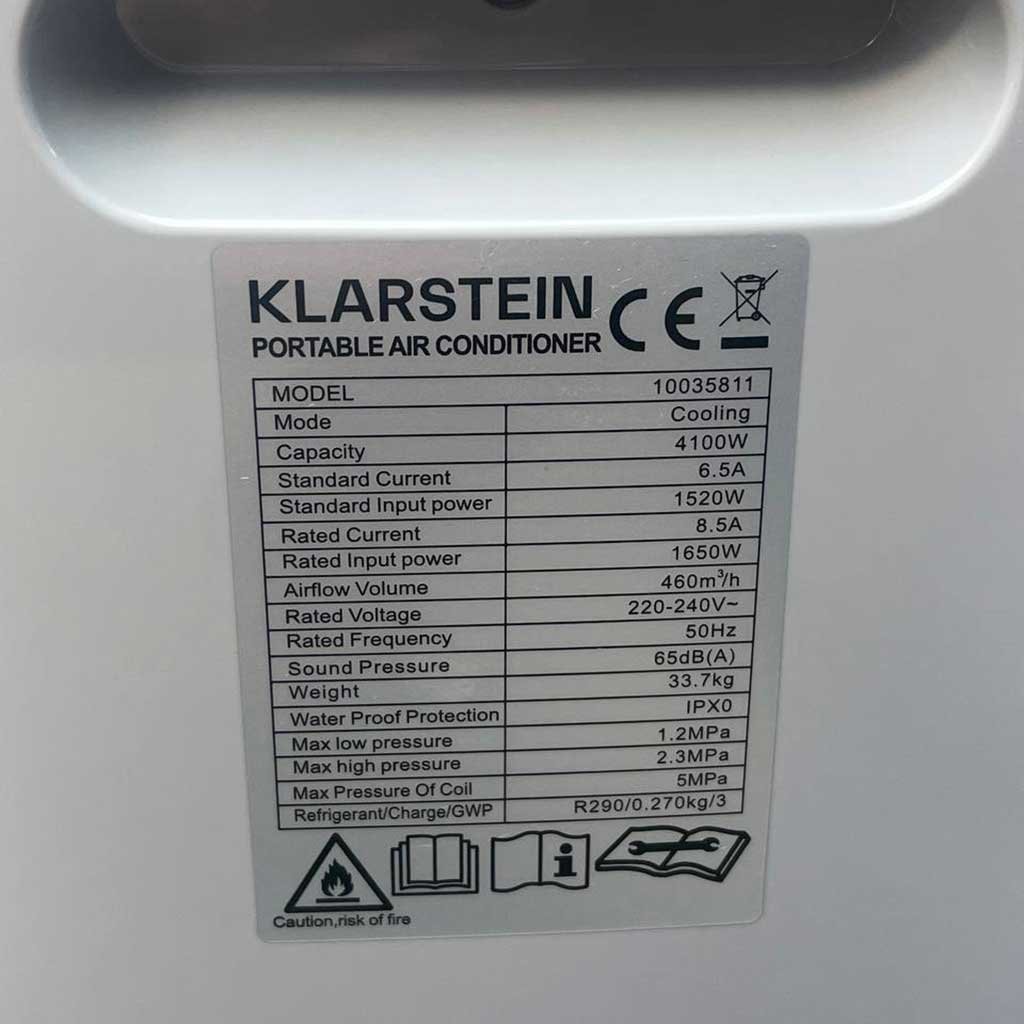 KLARSTEIN CE
PORTABLE AIR CONDITIONER
MODEL 10035811
Mode Cooling
Capacity 4100W
Standard Current 6.5A
Standard Input power 1520W
Rated Current 8.5A
Rated Input power 1650W
Airflow Volume 460m³/h
Rated Voltage 220-240V~
Rated Frequency 50Hz
Sound Pressure 65dB(A)
Weight 33.7kg
Water Proof Protection IPX0
Max low pressure 1.2MPa
Max high pressure 2.3MPa
Max Pressure Of Coil 5MPa
Refrigerant/Charge/GWP R290/0.270kg/3
i
Caution,risk of fire